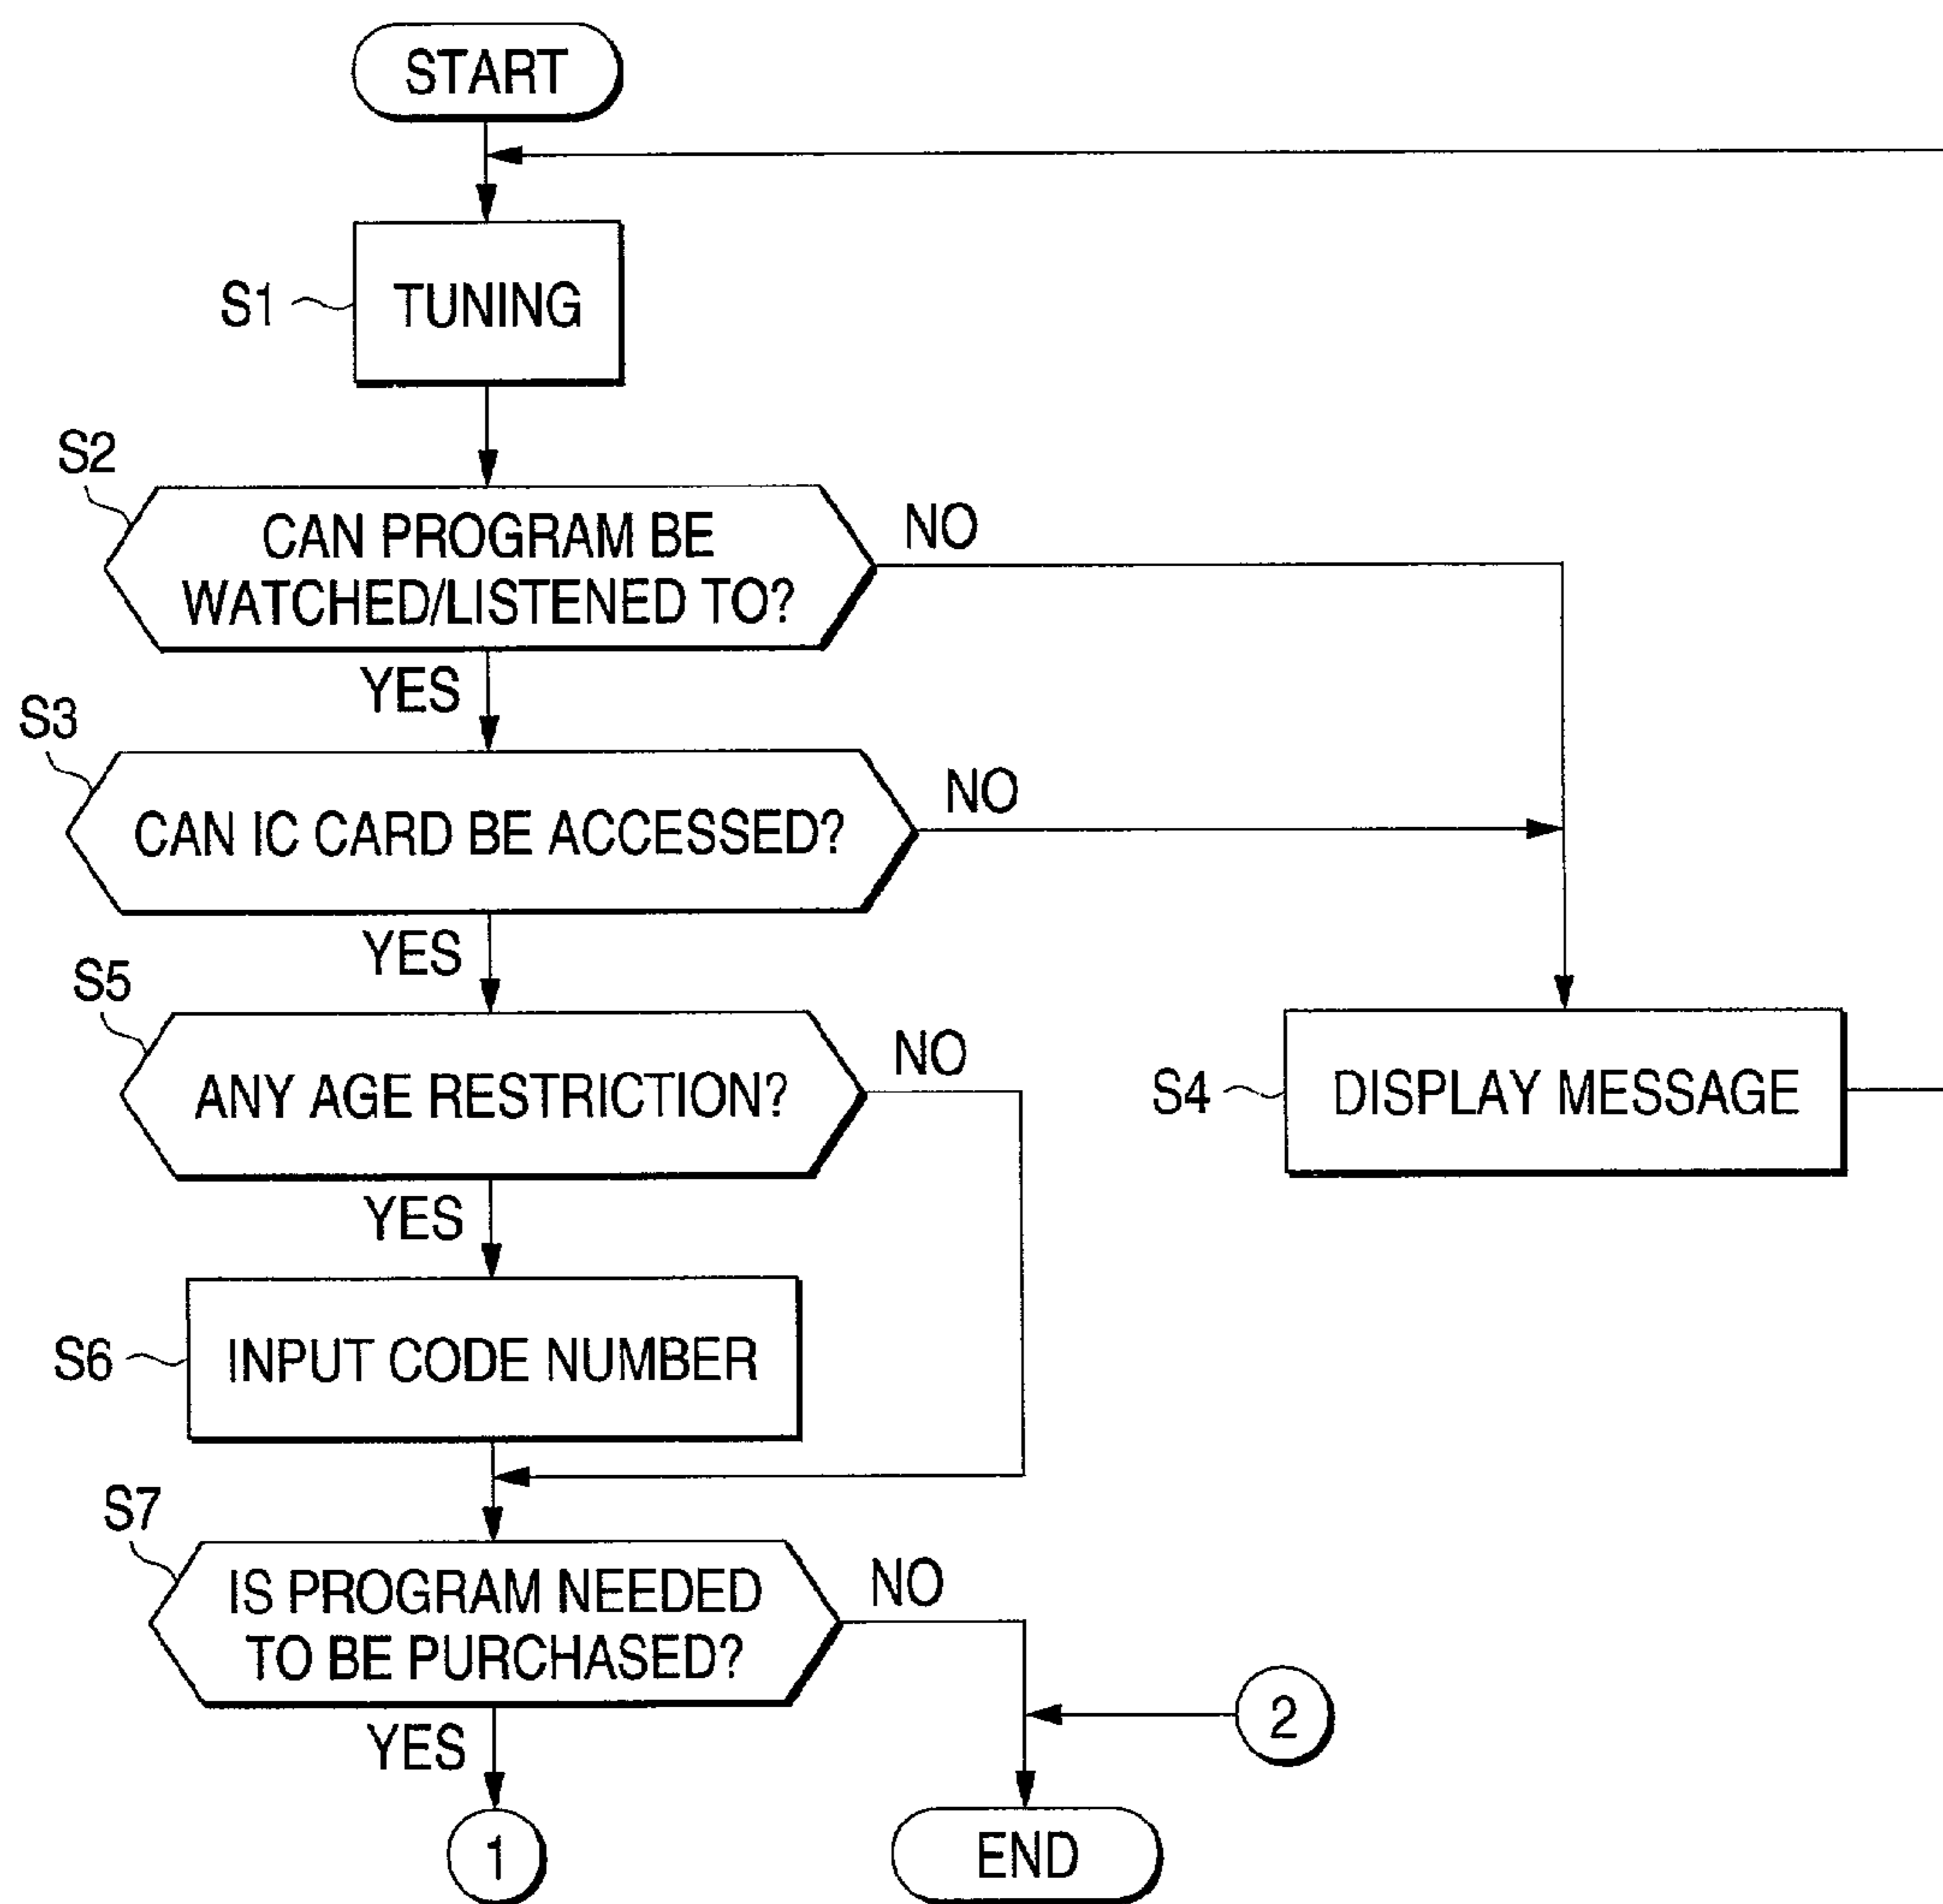 START
S1
TUNING
S2
CAN PROGRAM BE
WATCHED/LISTENED TO?
NO
YES
S3
CAN IC CARD BE ACCESSED?
NO
YES
S5
ANY AGE RESTRICTION?
NO
S4
DISPLAY MESSAGE
YES
S6
INPUT CODE NUMBER
S7
IS PROGRAM NEEDED
TO BE PURCHASED?
NO
YES
2
1
END